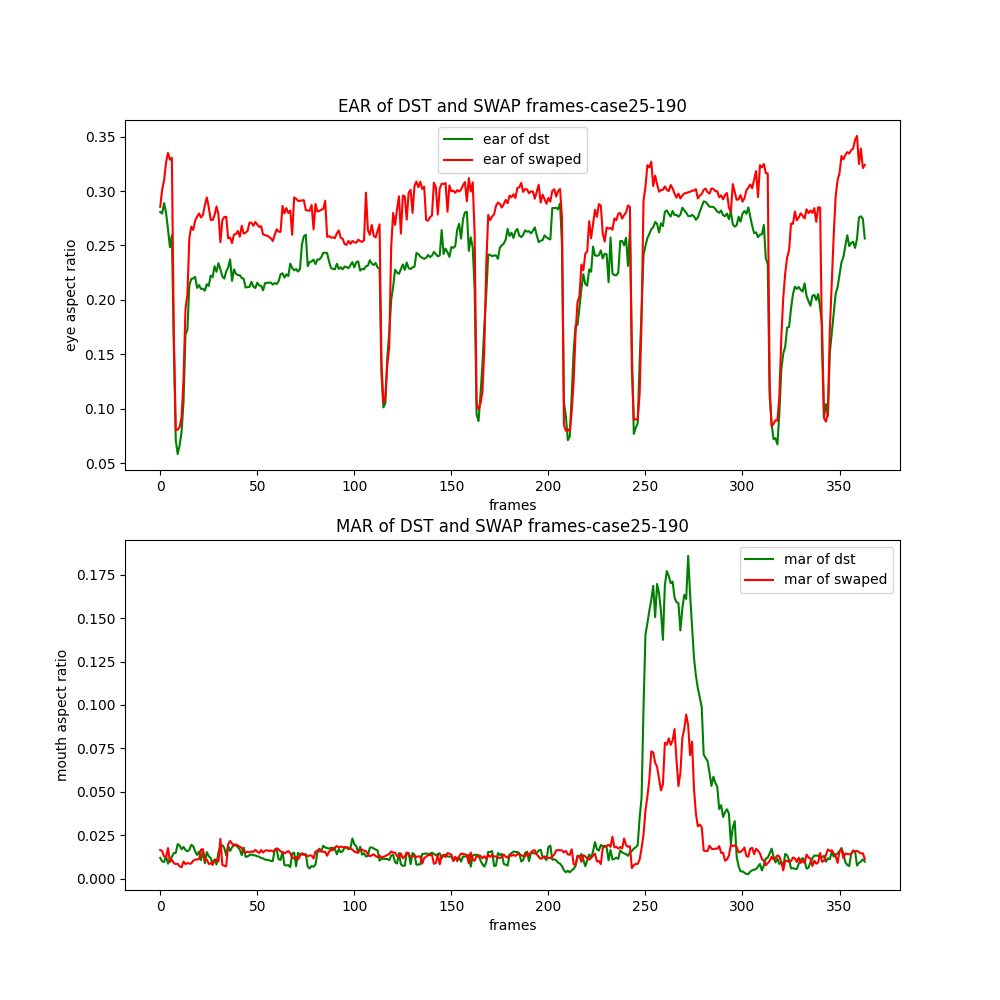 EAR of DST and SWAP frames-case25-190
ear of dst
ear of swaped
0.35
0.30
0.25
0.20
0.15
0.10
0.05
eye aspect ratio
0 50 100 150 200 250 300 350
frames
MAR of DST and SWAP frames-case25-190
mar of dst
mar of swaped
0.175
0.150
0.125
0.100
0.075
0.050
0.025
0.000
mouth aspect ratio
0 50 100 150 200 250 300 350
frames